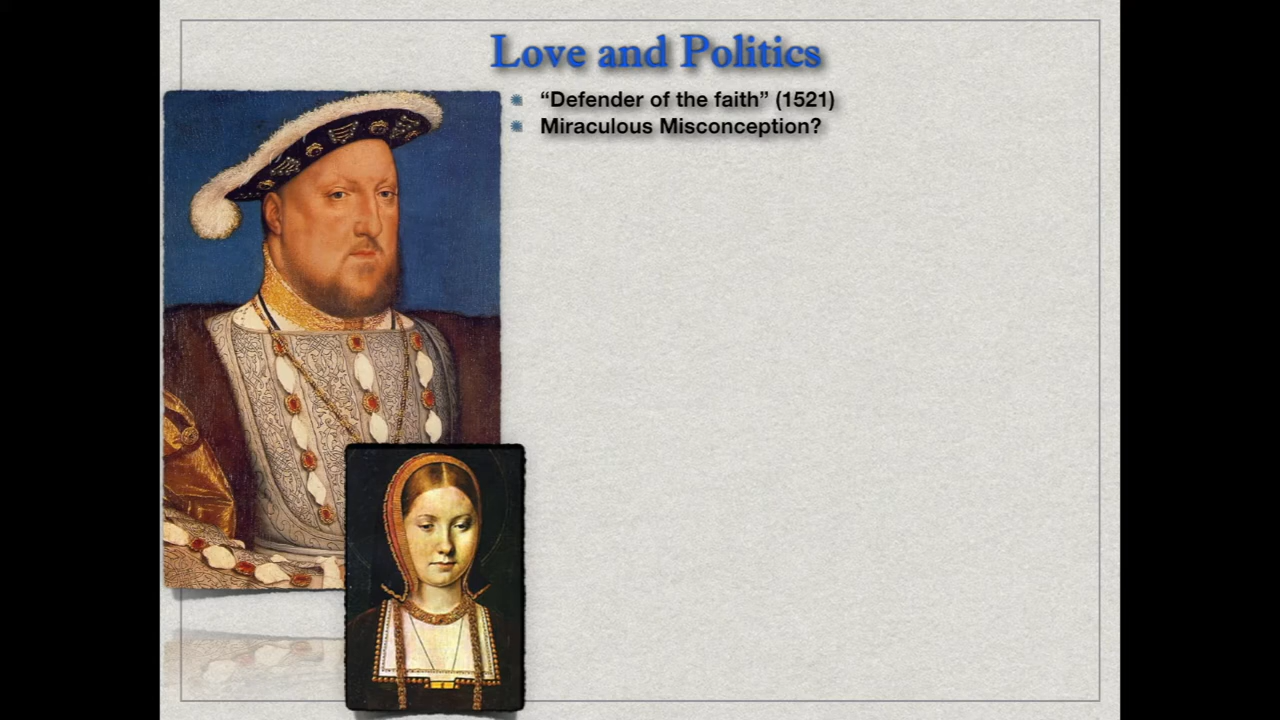 Love and Politics
“Defender of the faith” (1521)
Miraculous Misconception?